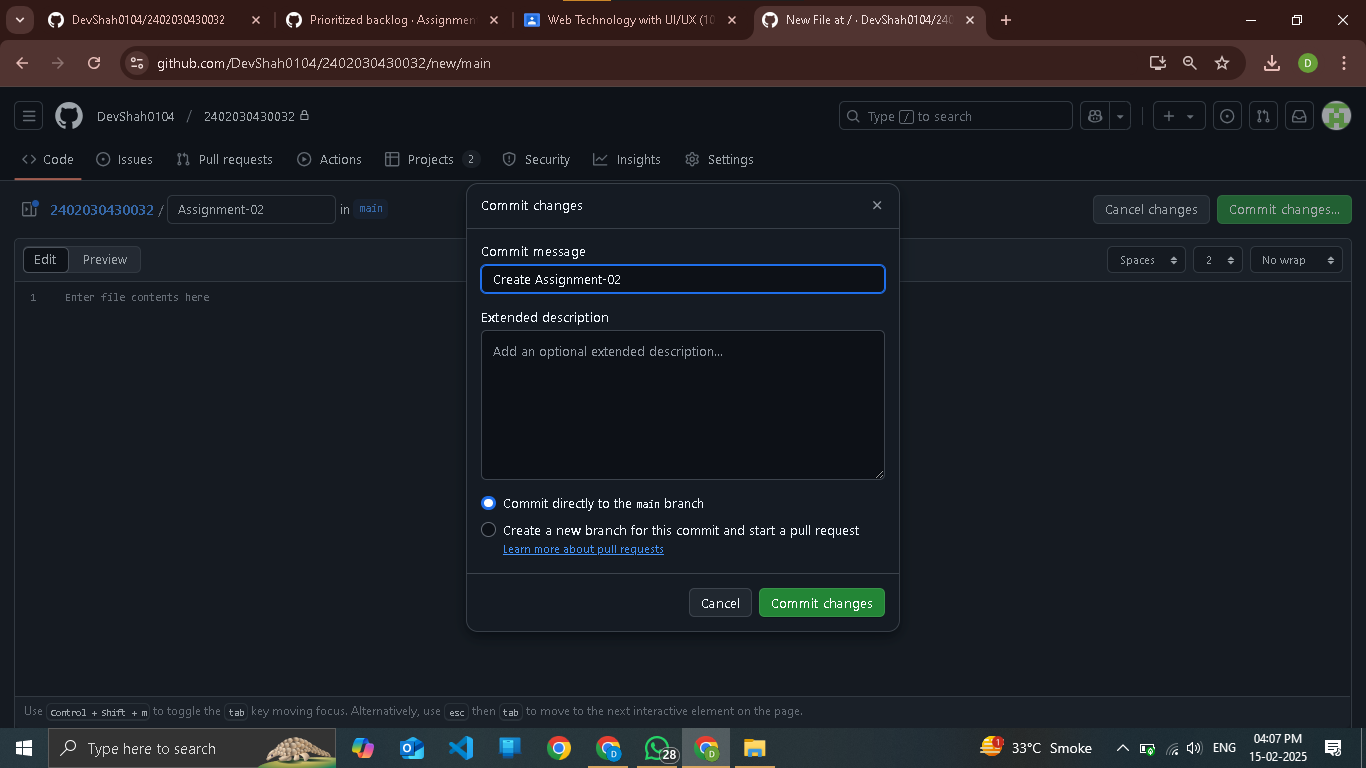 DevShah0104/2402030430032
Prioritized backlog · Assignmen
Web Technology with UI/UX (10
New File at / · DevShah0104/240
github.com/DevShah0104/2402030430032/new/main
D
DevShah0104 / 2402030430032
Type / to search
Code
Issues
Pull requests
Actions
Projects 2
Security
Insights
Settings
2402030430032 / Assignment-02 in main
Cancel changes
Commit changes...
Edit
Preview
Spaces
2
No wrap
1 Enter file contents here
Commit changes
Commit message
Create Assignment-02
Extended description
Add an optional extended description...
Commit directly to the main branch
Create a new branch for this commit and start a pull request
Learn more about pull requests
Cancel
Commit changes
Use Control + Shift + m to toggle the tab key moving focus. Alternatively, use esc then tab to move to the next interactive element on the page.
Type here to search
D
28
D
1
33°C Smoke
ENG
04:07 PM
15-02-2025